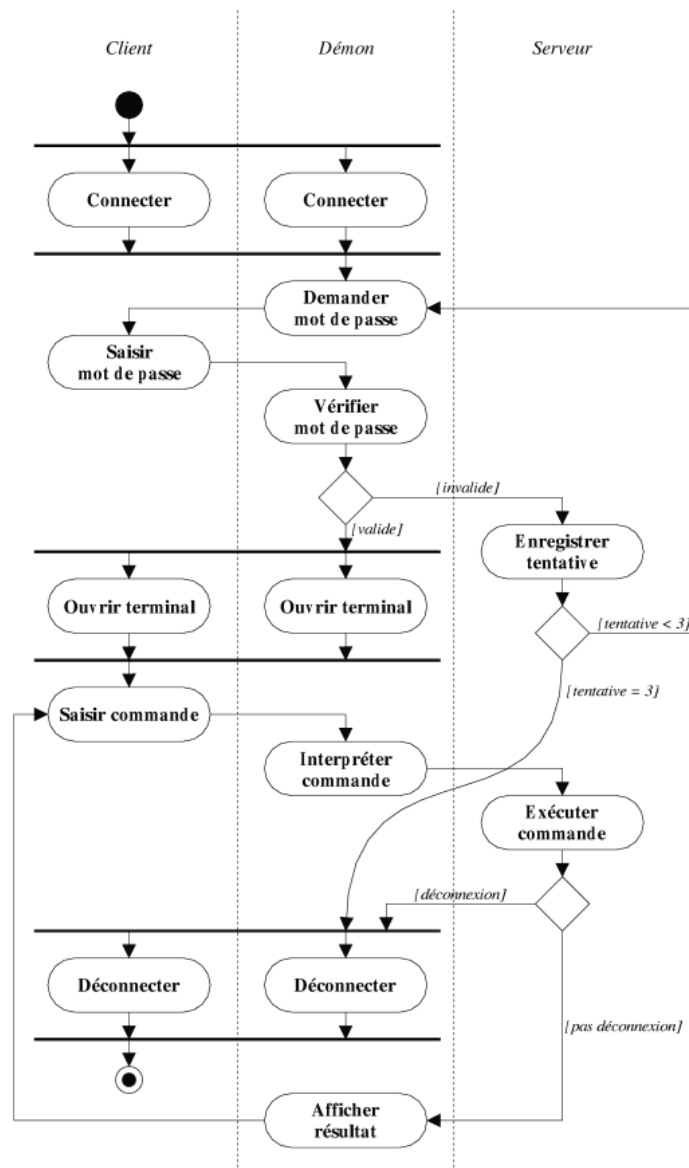 Client
Démon
Serveur
Connecter
Connecter
Demander
mot de passe
Saisir
mot de passe
Vérifier
mot de passe
[invalide]
[valide]
Enregistrer
tentative
Ouvrir terminal
Ouvrir terminal
[tentative < 3]
[tentative = 3]
Saisir commande
Interpréter
commande
Exécuter
commande
[déconnexion]
Déconnecter
Déconnecter
[pas déconnexion]
Afficher
résultat